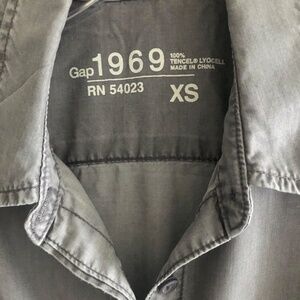 Gap 1969 100% TENCEL® LYOCELL
MADE IN CHINA
RN 54023 XS